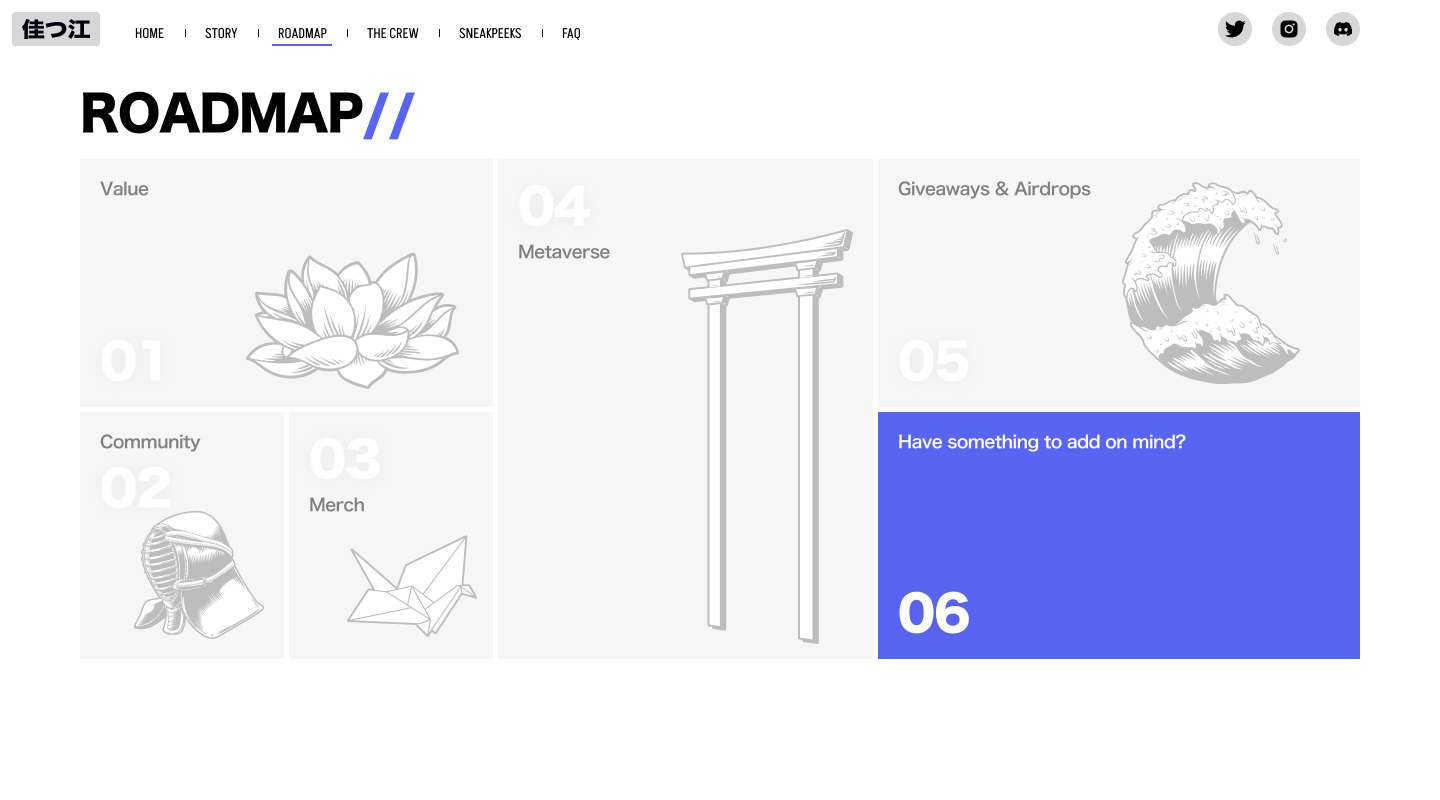 佳つ江
HOME
STORY
ROADMAP
THE CREW
SNEAKPEEKS
FAQ
ROADMAP//
Value
01
Community
02
03
Merch
04
Metaverse
Giveaways & Airdrops
05
Have something to add on mind?
06